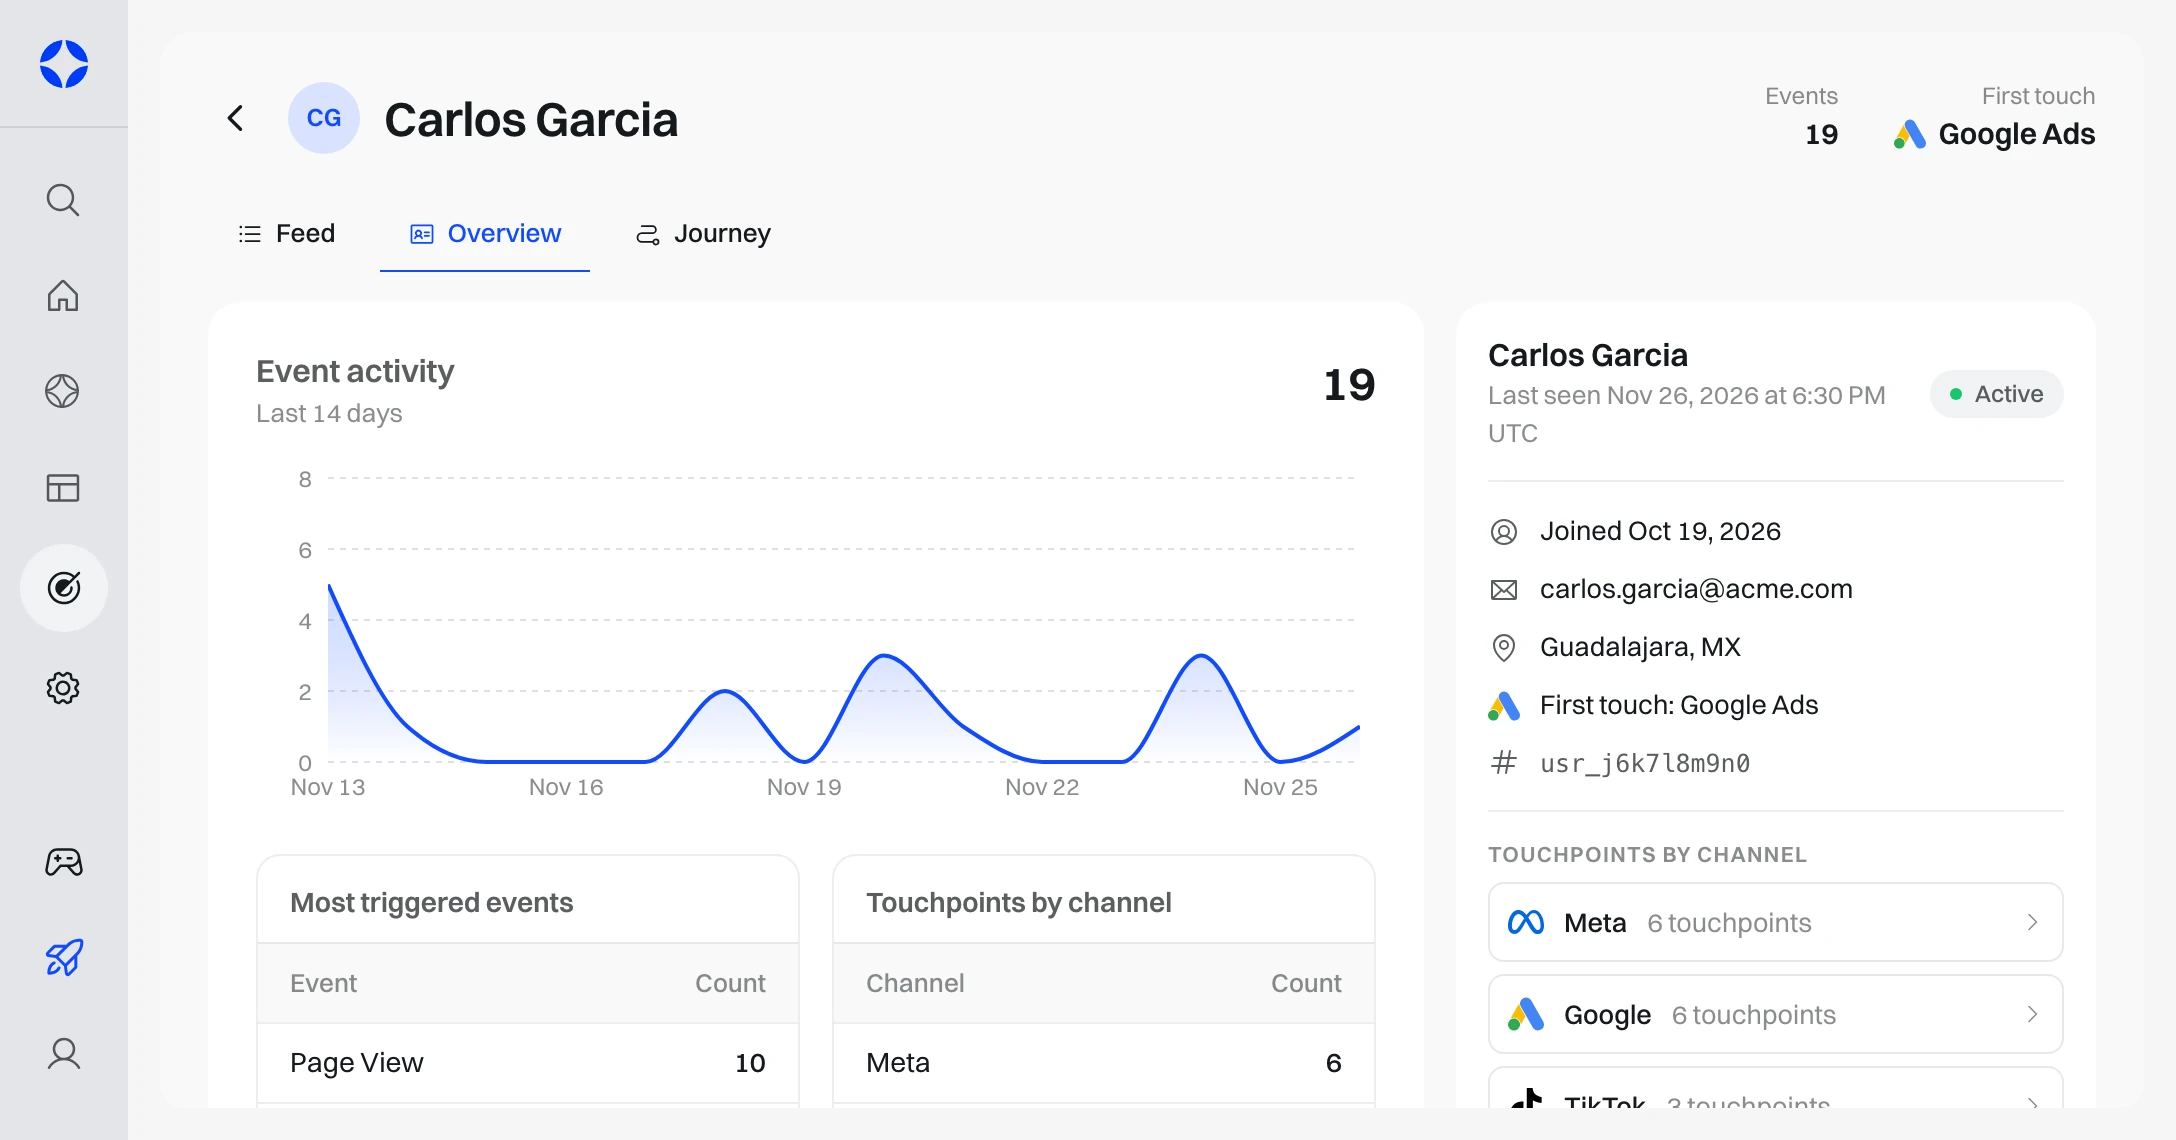 CG
Carlos Garcia
Events
19
First touch
Google Ads
Feed
Overview
Journey
Event activity
Last 14 days
19
8
6
4
2
0
Nov 13
Nov 16
Nov 19
Nov 22
Nov 25
Most triggered events
Event
Count
Page View
10
Touchpoints by channel
Channel
Count
Meta
6
Carlos Garcia
Last seen Nov 26, 2026 at 6:30 PM
UTC
Active
Joined Oct 19, 2026
carlos.garcia@acme.com
Guadalajara, MX
First touch: Google Ads
usr_j6k7l8m9n0
TOUCHPOINTS BY CHANNEL
Meta 6 touchpoints
Google 6 touchpoints
TikTok 3 touchpoints